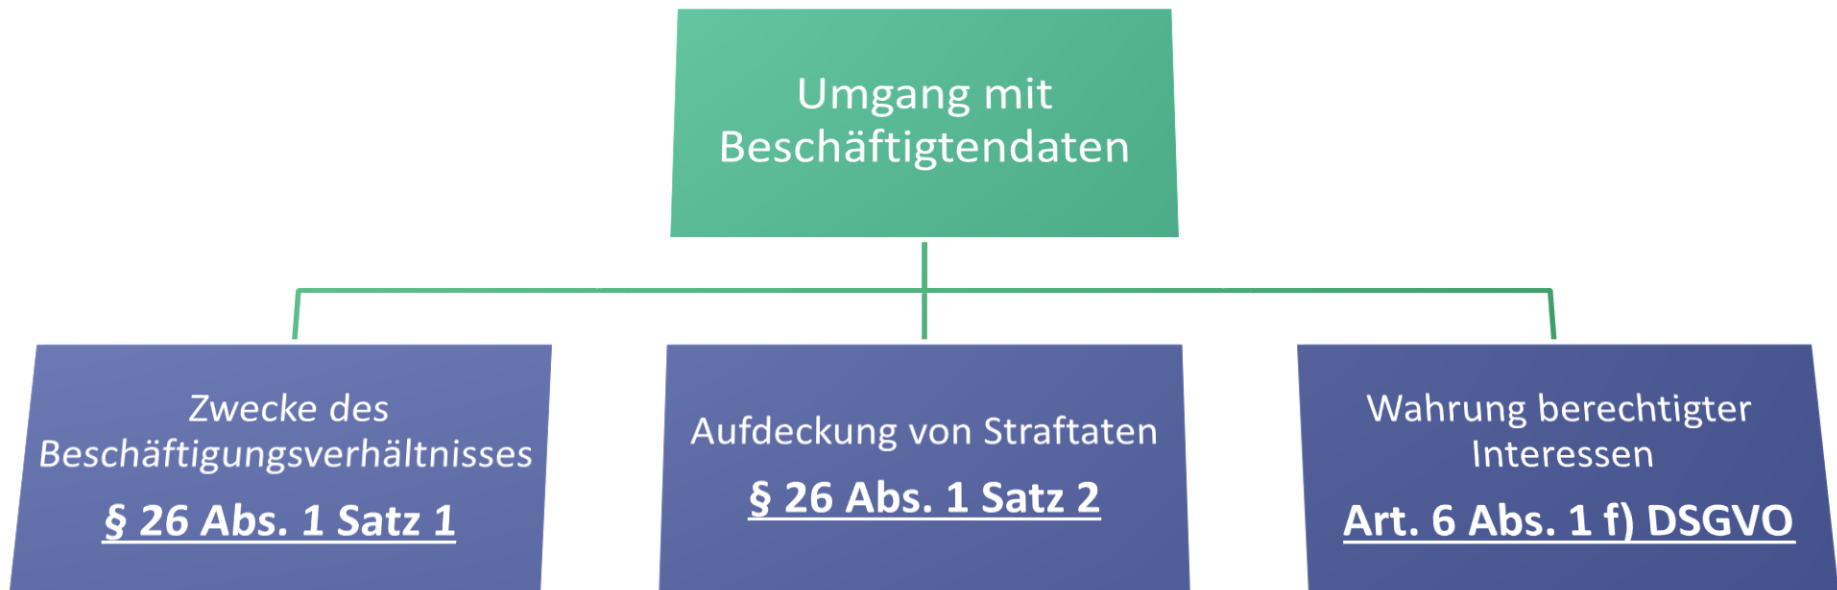 Umgang mit
Beschäftigtendaten
Zwecke des
Beschäftigungsverhältnisses
§ 26 Abs. 1 Satz 1
Aufdeckung von Straftaten
§ 26 Abs. 1 Satz 2
Wahrung berechtigter
Interessen
Art. 6 Abs. 1 f) DSGVO